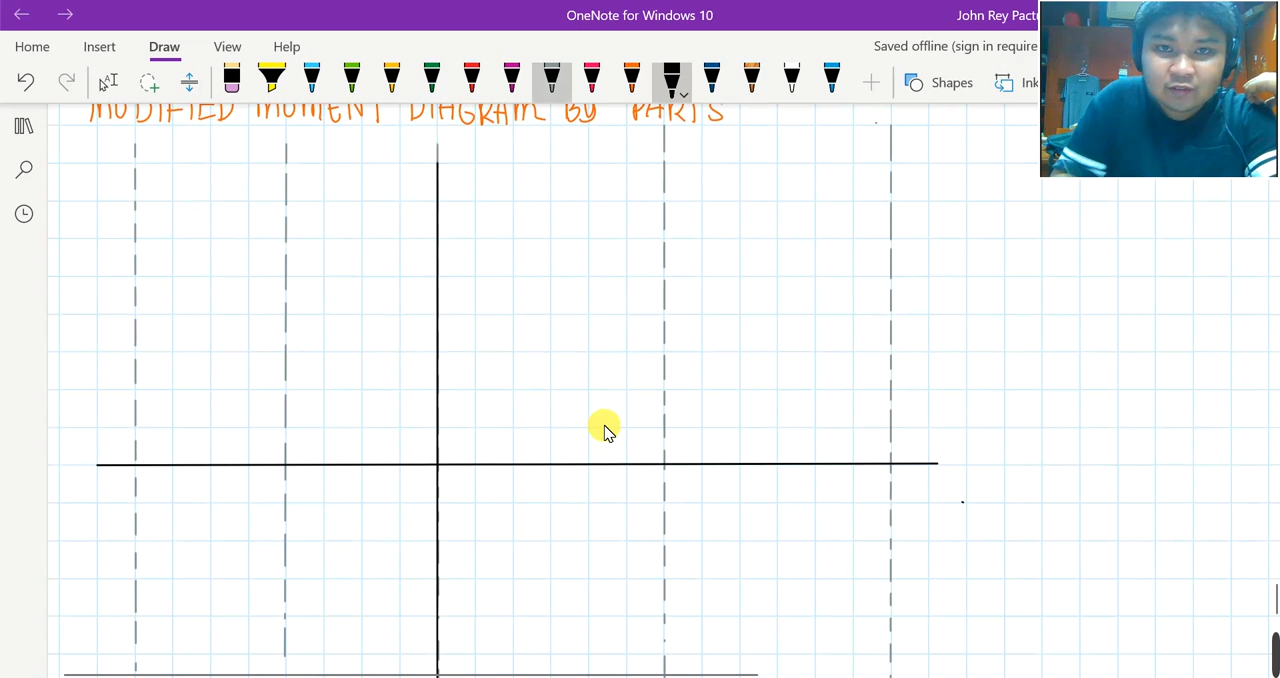 OneNote for Windows 10
John Rey Pactu
Home Insert Draw View Help
Saved offline (sign in require
Shapes
Ink
MODIFIED MOMENT DIAGRAM BY PARTS